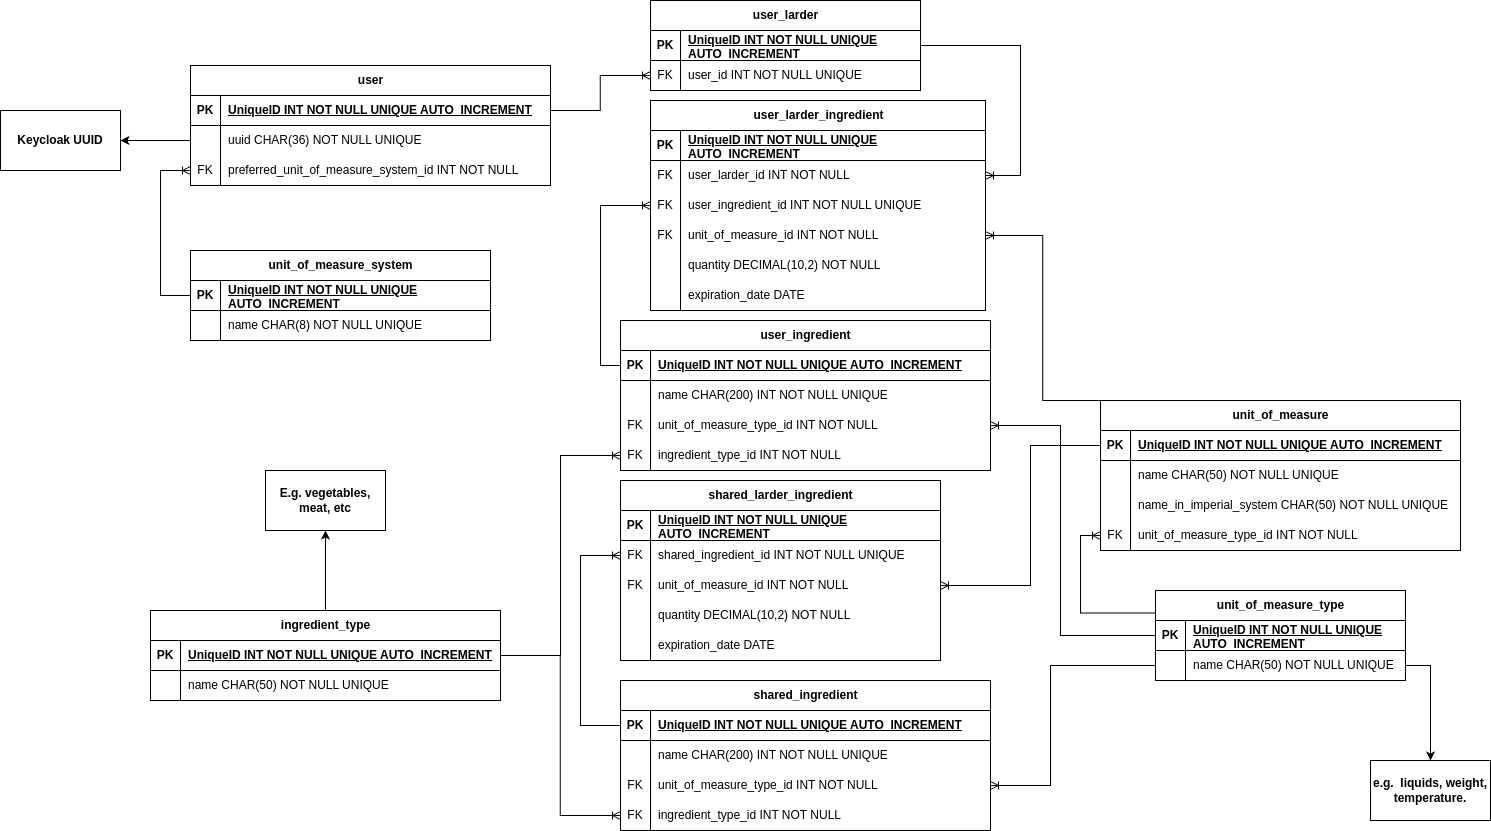 user_larder
PK
UniqueID INT NOT NULL UNIQUE
AUTO_INCREMENT
FK
user_id INT NOT NULL UNIQUE
user
PK
UniqueID INT NOT NULL UNIQUE AUTO_INCREMENT
uuid CHAR(36) NOT NULL UNIQUE
FK
preferred_unit_of_measure_system_id INT NOT NULL
Keycloak UUID
user_larder_ingredient
PK
UniqueID INT NOT NULL UNIQUE
AUTO_INCREMENT
FK
user_larder_id INT NOT NULL
FK
user_ingredient_id INT NOT NULL UNIQUE
FK
unit_of_measure_id INT NOT NULL
quantity DECIMAL(10,2) NOT NULL
expiration_date DATE
unit_of_measure_system
PK
UniqueID INT NOT NULL UNIQUE
AUTO_INCREMENT
name CHAR(8) NOT NULL UNIQUE
user_ingredient
PK
UniqueID INT NOT NULL UNIQUE AUTO_INCREMENT
name CHAR(200) INT NOT NULL UNIQUE
FK
unit_of_measure_type_id INT NOT NULL
FK
ingredient_type_id INT NOT NULL
unit_of_measure
PK
UniqueID INT NOT NULL UNIQUE AUTO_INCREMENT
name CHAR(50) NOT NULL UNIQUE
name_in_imperial_system CHAR(50) NOT NULL UNIQUE
FK
unit_of_measure_type_id INT NOT NULL
E.g. vegetables,
meat, etc
shared_larder_ingredient
PK
UniqueID INT NOT NULL UNIQUE
AUTO_INCREMENT
FK
shared_ingredient_id INT NOT NULL UNIQUE
FK
unit_of_measure_id INT NOT NULL
quantity DECIMAL(10,2) NOT NULL
expiration_date DATE
unit_of_measure_type
PK
UniqueID INT NOT NULL UNIQUE
AUTO_INCREMENT
name CHAR(50) NOT NULL UNIQUE
ingredient_type
PK
UniqueID INT NOT NULL UNIQUE AUTO_INCREMENT
name CHAR(50) NOT NULL UNIQUE
shared_ingredient
PK
UniqueID INT NOT NULL UNIQUE AUTO_INCREMENT
name CHAR(200) INT NOT NULL UNIQUE
FK
unit_of_measure_type_id INT NOT NULL
FK
ingredient_type_id INT NOT NULL
e.g. liquids, weight,
temperature.